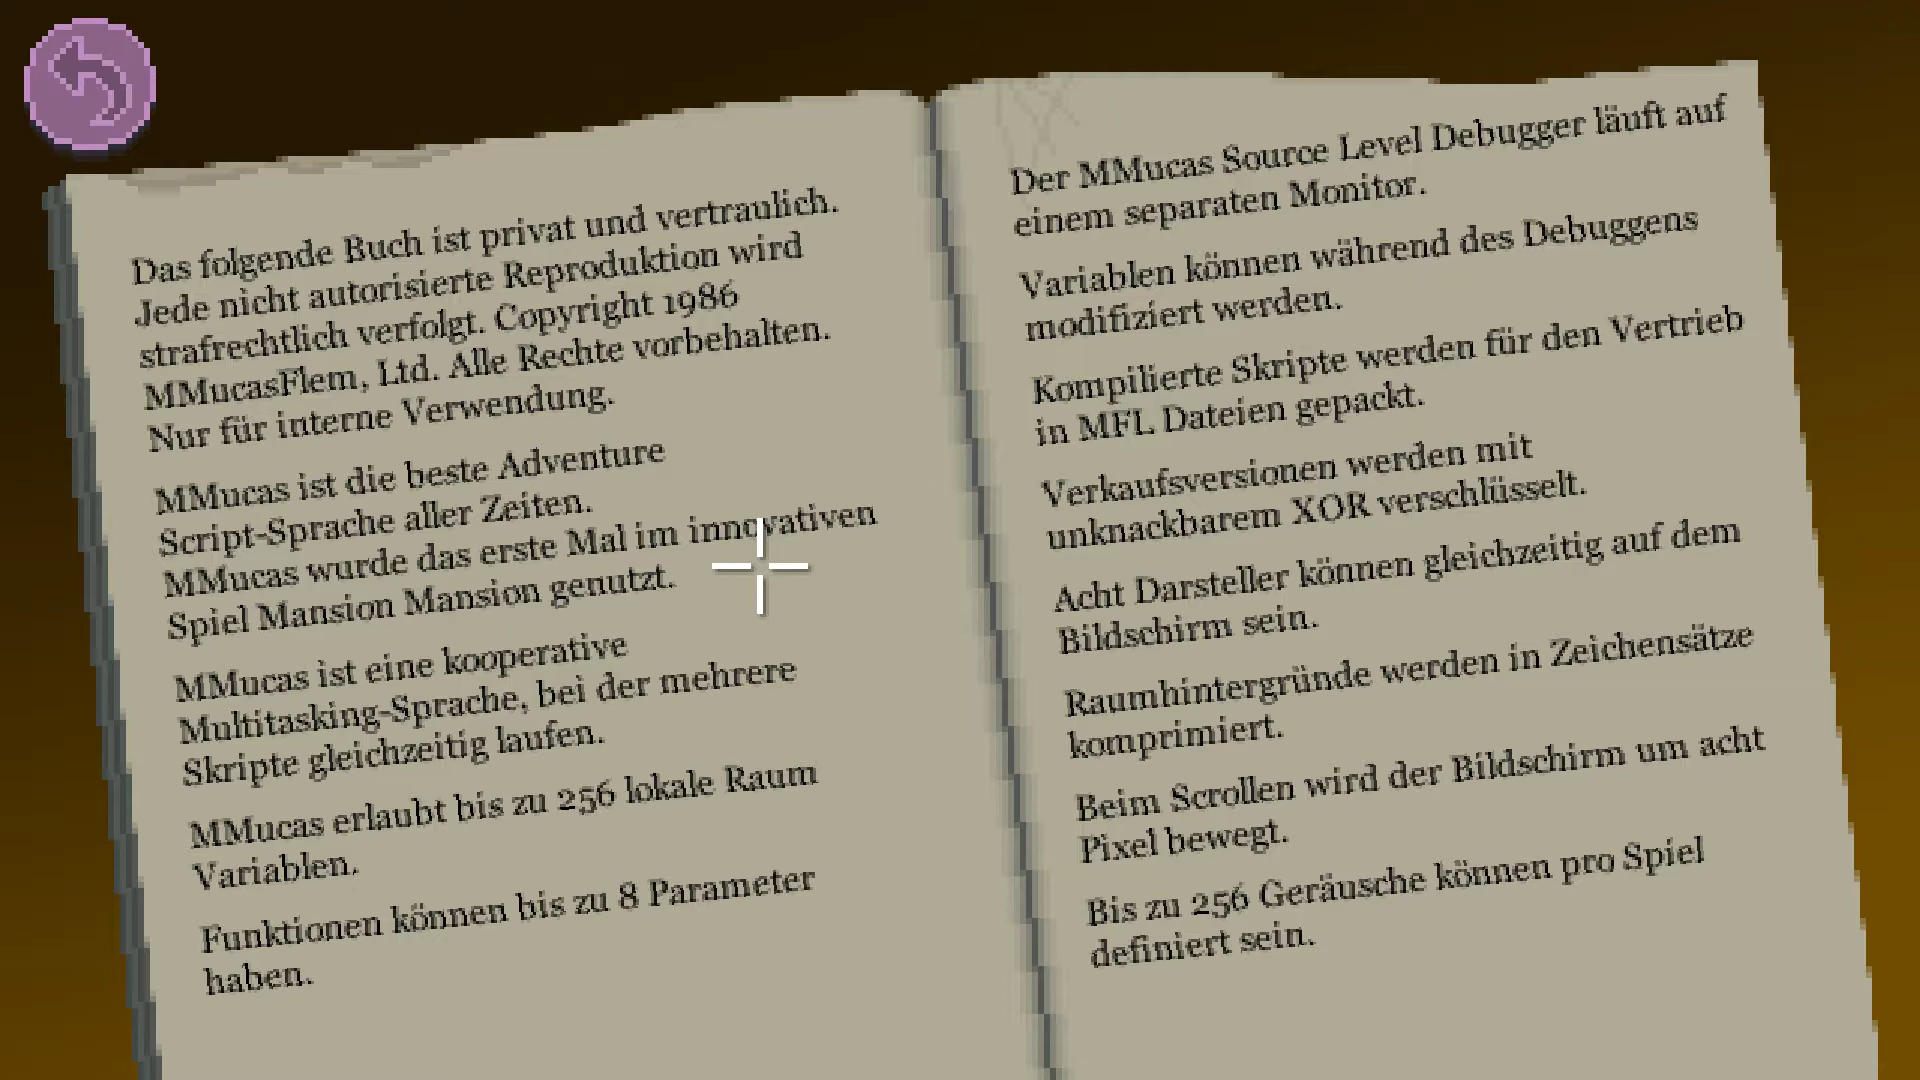 Das folgende Buch ist privat und vertraulich.
Jede nicht autorisierte Reproduktion wird
strafrechtlich verfolgt. Copyright 1986
MMucasFlem, Ltd. Alle Rechte vorbehalten.
Nur für interne Verwendung.
MMucas ist die beste Adventure
Script-Sprache aller Zeiten.
MMucas wurde das erste Mal im innovativen
Spiel Mansion Mansion genutzt.
MMucas ist eine kooperative
Multitasking-Sprache, bei der mehrere
Skripte gleichzeitig laufen.
MMucas erlaubt bis zu 256 lokale Raum
Variablen.
Funktionen können bis zu 8 Parameter
haben.
Der MMucas Source Level Debugger läuft auf
einem separaten Monitor.
Variablen können während des Debuggens
modifiziert werden.
Kompilierte Skripte werden für den Vertrieb
in MFL Dateien gepackt.
Verkaufsversionen werden mit
unknackbarem XOR verschlüsselt.
Acht Darsteller können gleichzeitig auf dem
Bildschirm sein.
Raumhintergründe werden in Zeichensätze
komprimiert.
Beim Scrollen wird der Bildschirm um acht
Pixel bewegt.
Bis zu 256 Geräusche können pro Spiel
definiert sein.